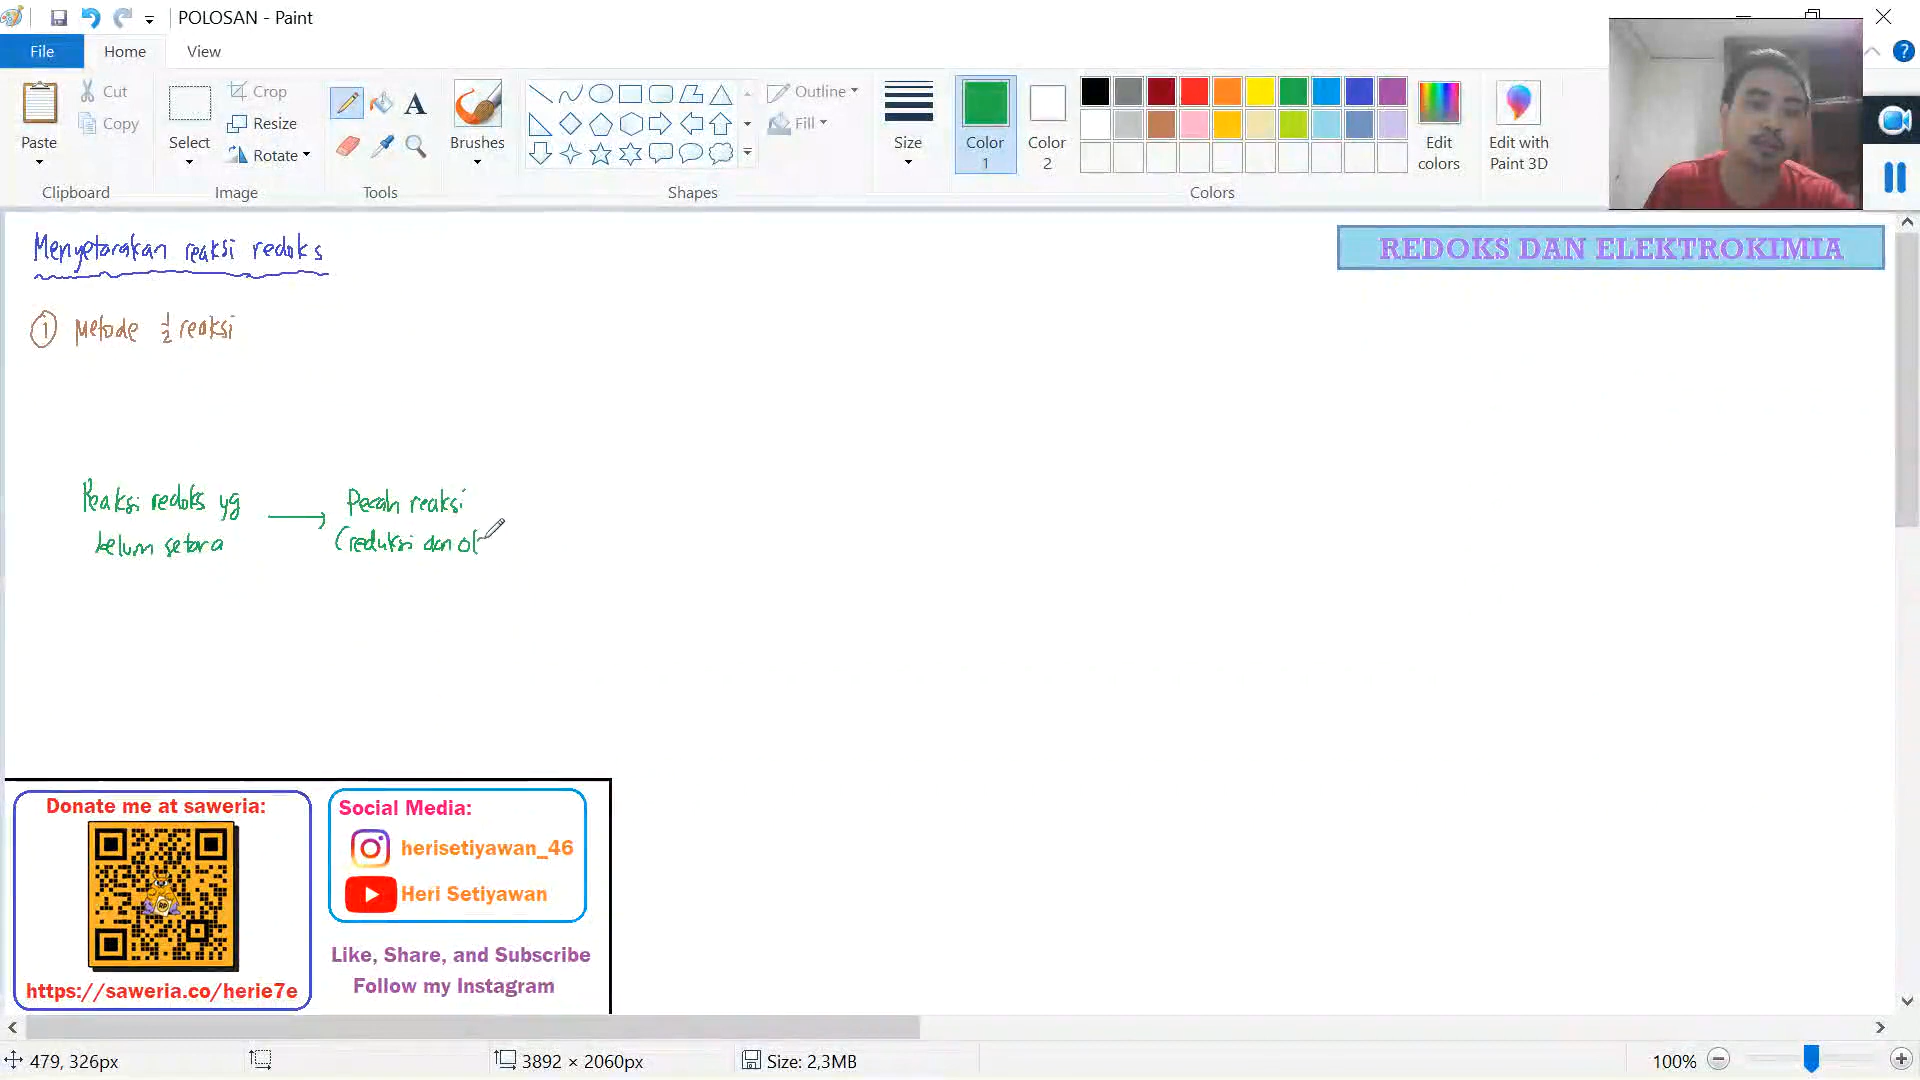 POLOSAN - Paint
File
Home
View
Paste
Cut
Copy
Clipboard
Select
Crop
Resize
Rotate
Image
Tools
Brushes
Shapes
Outline
Fill
Size
Color 1
Color 2
Colors
Edit colors
Edit with Paint 3D
Menyetarakan reaksi redoks
REDOKS DAN ELEKTROKIMIA
1 Metode 1/2 reaksi
Reaksi redoks yg
belum setara
Pecah reaksi
(reduksi dan o
Donate me at saweria:
https://saweria.co/herie7e
Social Media:
herisetiyawan_46
Heri Setiyawan
Like, Share, and Subscribe
Follow my Instagram
479, 326px
3892 × 2060px
Size: 2,3MB
100%